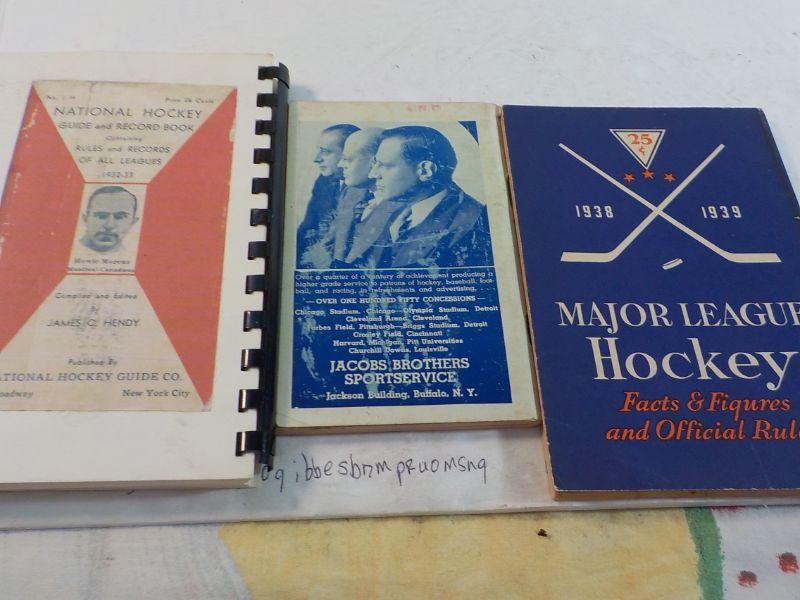 No. 1
Price 25 Cents
NATIONAL HOCKEY
GUIDE and RECORD BOOK
Containing
RULES and RECORDS
OF ALL LEAGUES
1932-33
Howie Morenz
Montreal Canadiens
Compiled and Edited
by
JAMES C. HENDY
Published By
ATIONAL HOCKEY GUIDE CO.
oadway New York City
Over a quarter of a century of achievement producing a
higher grade service to patrons of hockey, baseball, foot-
ball, and racing, in refreshments and advertising. . . .
— OVER ONE HUNDRED FIFTY CONCESSIONS —
Chicago Stadium, Chicago—Olympia Stadium, Detroit
Cleveland Arena, Cleveland
orbes Field, Pittsburgh—Briggs Stadium, Detroit
Crosley Field, Cincinnati
Harvard, Michigan, Pitt Universities
Churchill Downs, Louisville
JACOBS BROTHERS
SPORTSERVICE
Jackson Building, Buffalo, N. Y.
25
¢
1938 1939
MAJOR LEAGUE
Hockey
Facts & Figures
and Official Rule